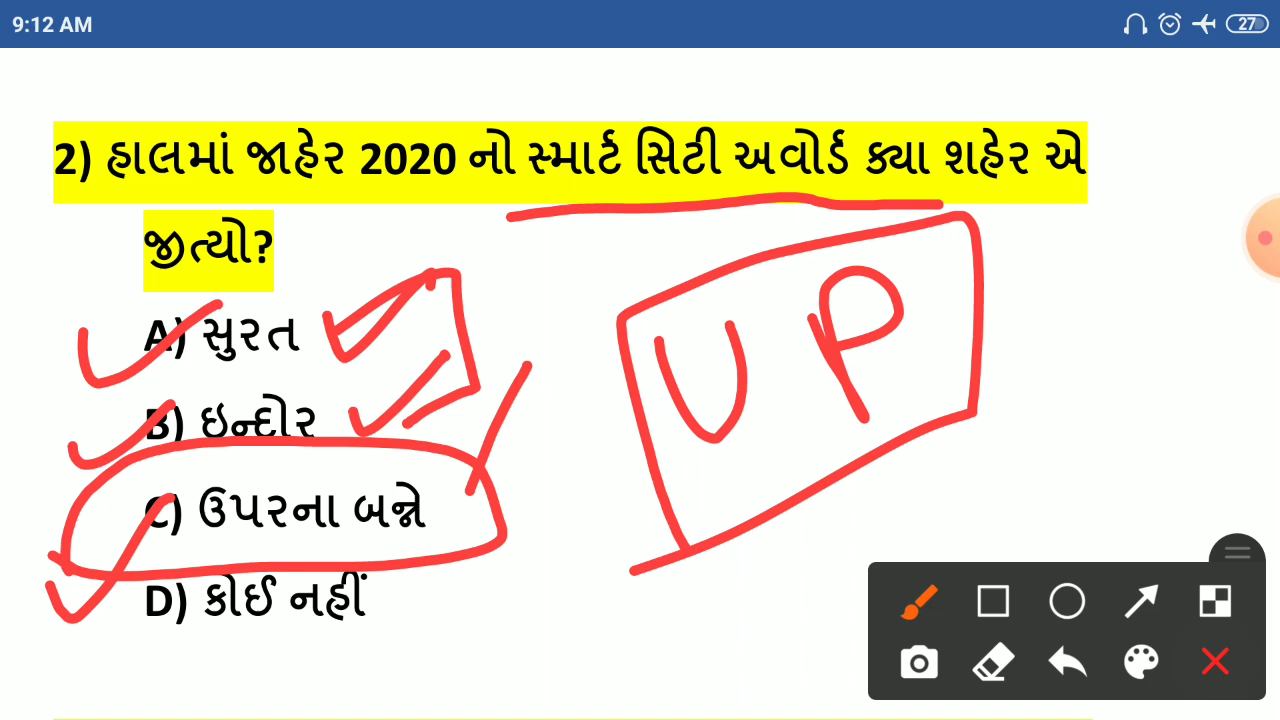 9:12 AM
27
2) હાલમાં જાહેર 2020 નો સ્માર્ટ સિટી અવોર્ડ ક્યા શહેર એ
જીત્યો?
A) સુરત
B) ઇન્દોર
UP
C) ઉપરના બન્ને
D) કોઈ નહીં